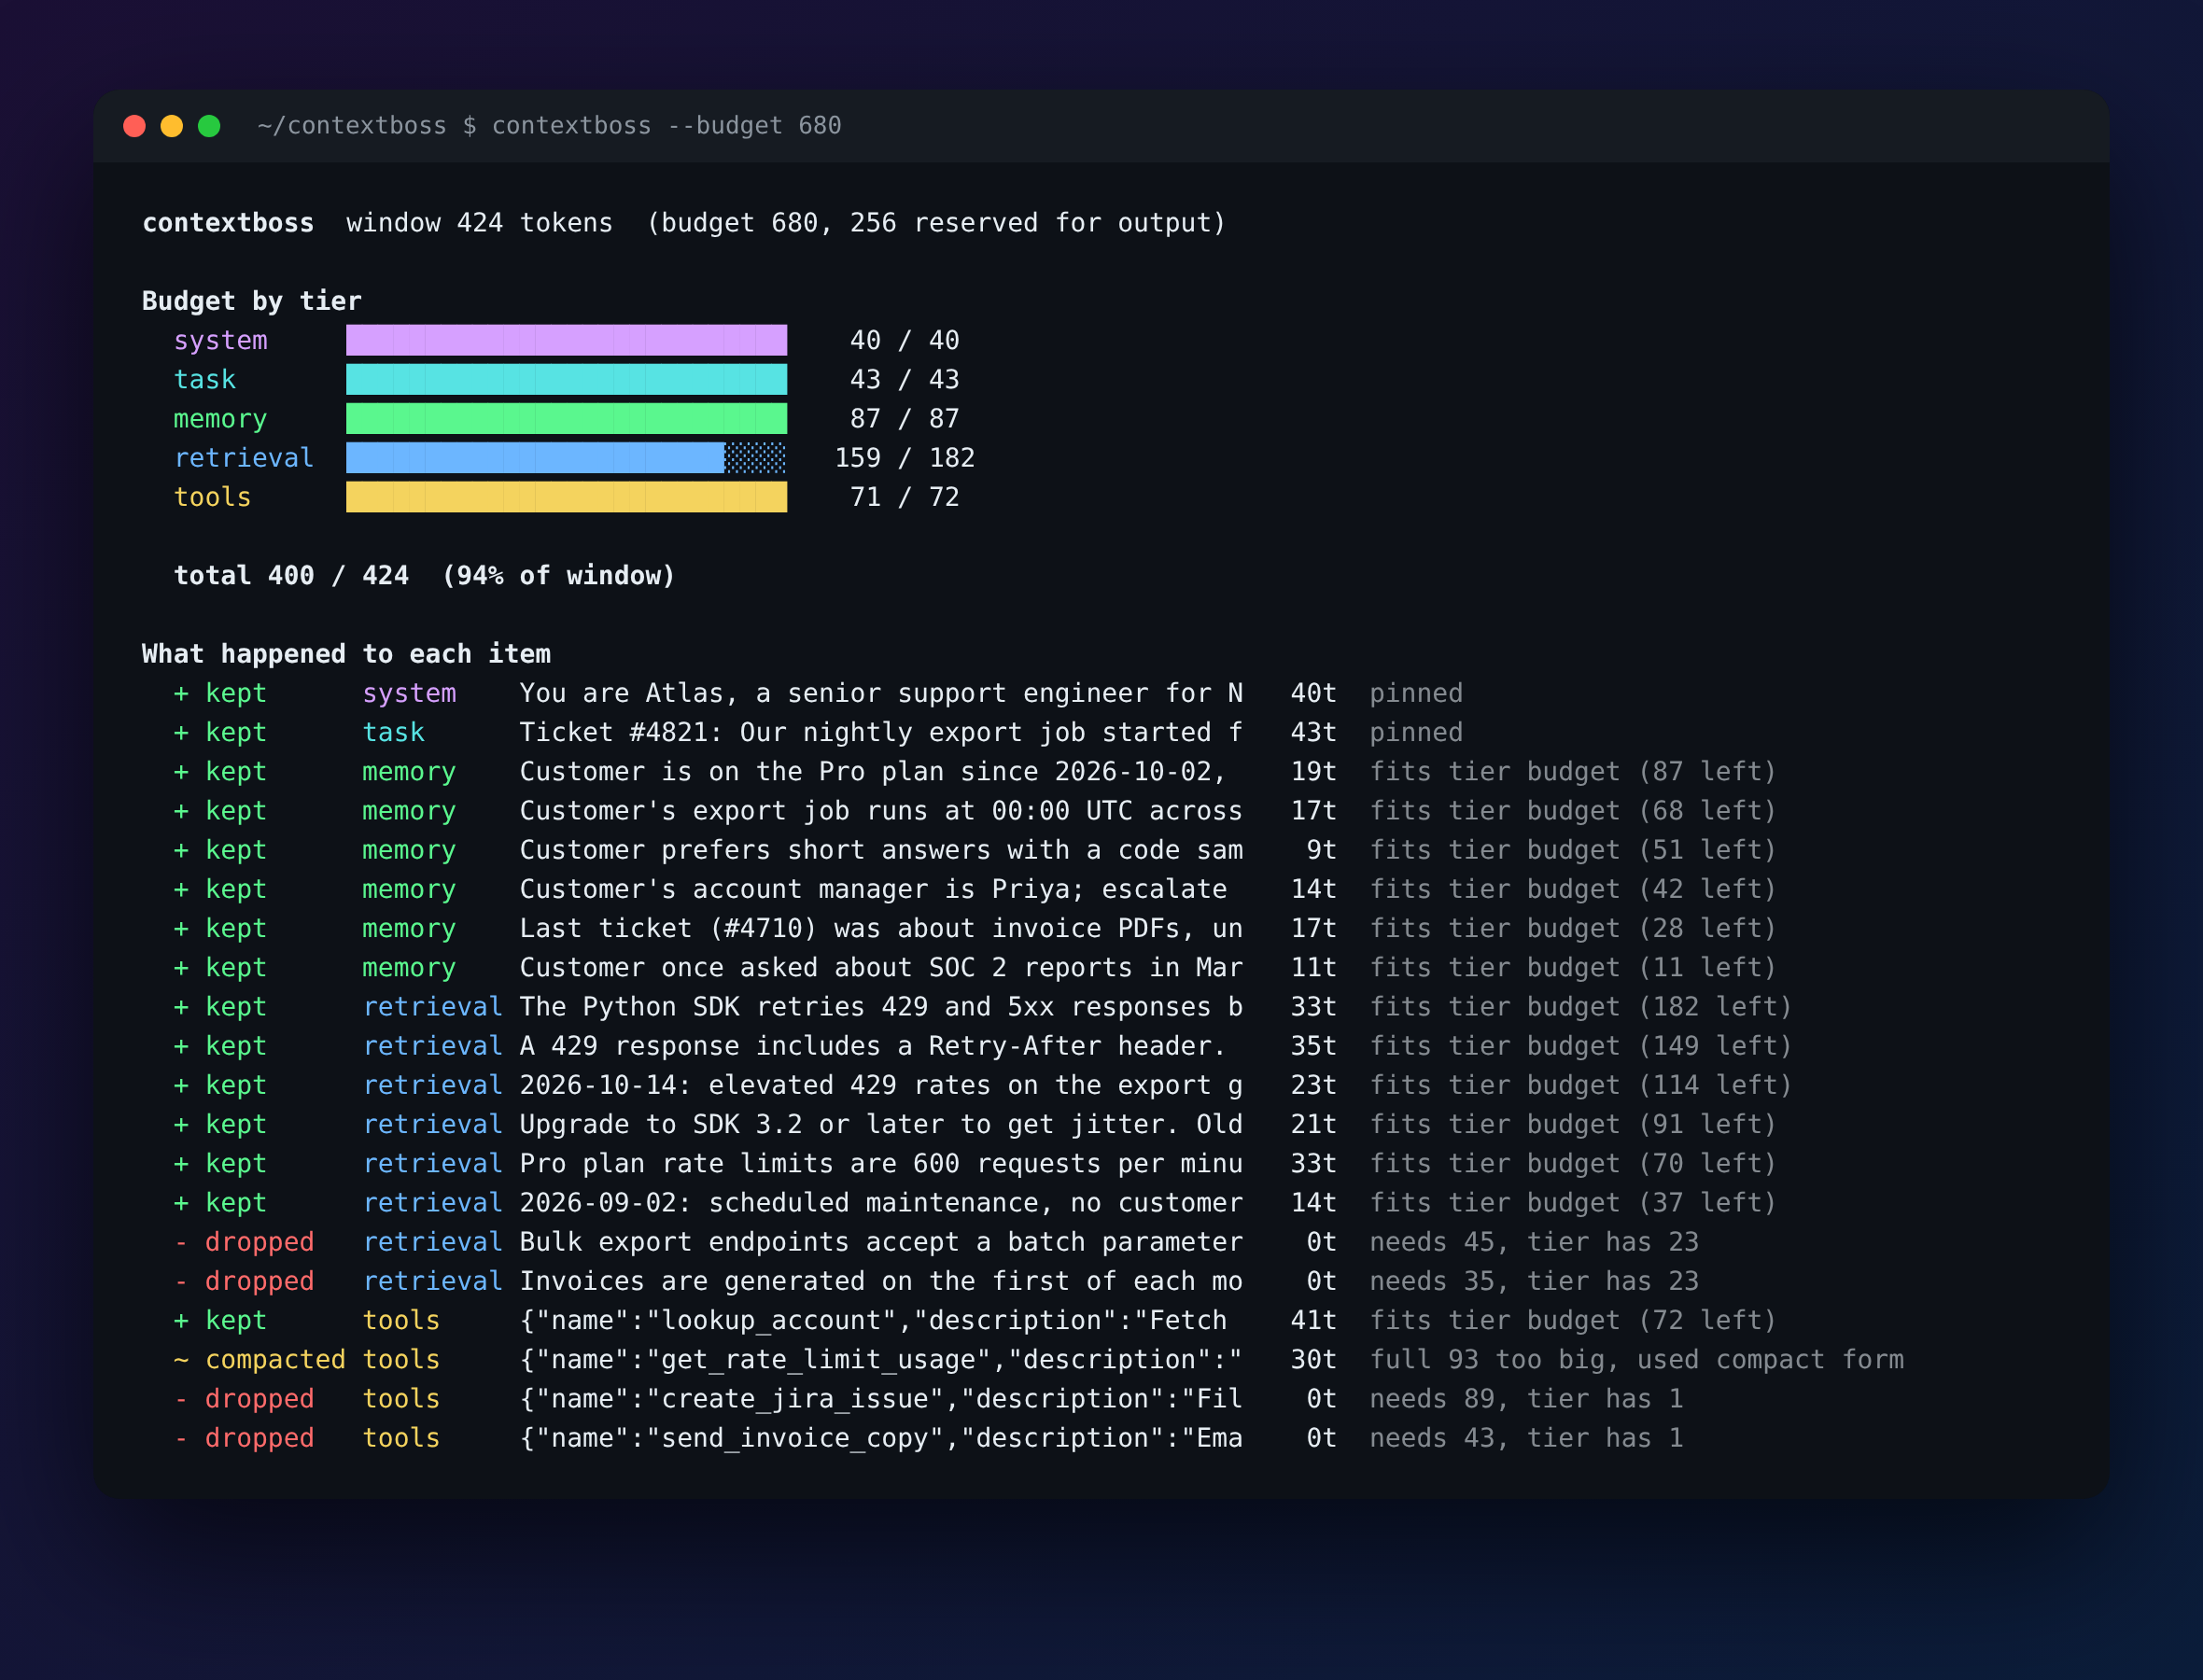 ~/contextboss $ contextboss --budget 680
contextboss  window 424 tokens  (budget 680, 256 reserved for output)
Budget by tier
system 40 / 40
task 43 / 43
memory 87 / 87
retrieval 159 / 182
tools 71 / 72
total 400 / 424  (94% of window)
What happened to each item
+ kept system You are Atlas, a senior support engineer for N 40t pinned
+ kept task Ticket #4821: Our nightly export job started f 43t pinned
+ kept memory Customer is on the Pro plan since 2026-10-02, 19t fits tier budget (87 left)
+ kept memory Customer's export job runs at 00:00 UTC across 17t fits tier budget (68 left)
+ kept memory Customer prefers short answers with a code sam 9t fits tier budget (51 left)
+ kept memory Customer's account manager is Priya; escalate 14t fits tier budget (42 left)
+ kept memory Last ticket (#4710) was about invoice PDFs, un 17t fits tier budget (28 left)
+ kept memory Customer once asked about SOC 2 reports in Mar 11t fits tier budget (11 left)
+ kept retrieval The Python SDK retries 429 and 5xx responses b 33t fits tier budget (182 left)
+ kept retrieval A 429 response includes a Retry-After header. 35t fits tier budget (149 left)
+ kept retrieval 2026-10-14: elevated 429 rates on the export g 23t fits tier budget (114 left)
+ kept retrieval Upgrade to SDK 3.2 or later to get jitter. Old 21t fits tier budget (91 left)
+ kept retrieval Pro plan rate limits are 600 requests per minu 33t fits tier budget (70 left)
+ kept retrieval 2026-09-02: scheduled maintenance, no customer 14t fits tier budget (37 left)
- dropped retrieval Bulk export endpoints accept a batch parameter 0t needs 45, tier has 23
- dropped retrieval Invoices are generated on the first of each mo 0t needs 35, tier has 23
+ kept tools {"name":"lookup_account","description":"Fetch 41t fits tier budget (72 left)
~ compacted tools {"name":"get_rate_limit_usage","description":" 30t full 93 too big, used compact form
- dropped tools {"name":"create_jira_issue","description":"Fil 0t needs 89, tier has 1
- dropped tools {"name":"send_invoice_copy","description":"Ema 0t needs 43, tier has 1